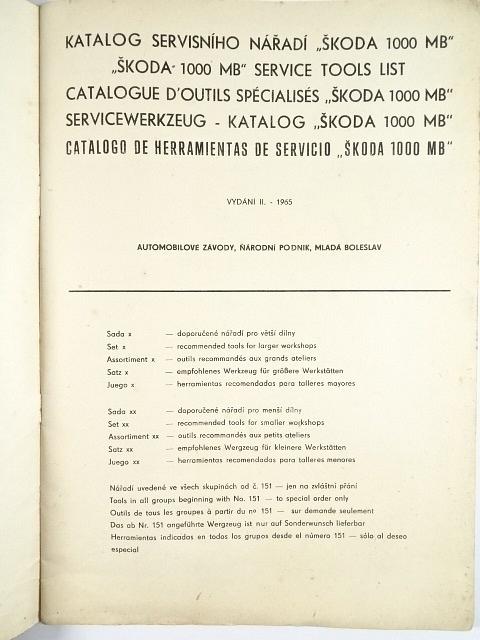 KATALOG SERVISNÍHO NÁŘADÍ „ŠKODA 1000 MB“
„ŠKODA 1000 MB“ SERVICE TOOLS LIST
CATALOGUE D'OUTILS SPÉCIALISÉS „ŠKODA 1000 MB“
SERVICEWERKZEUG - KATALOG „ŠKODA 1000 MB“
CATALOGO DE HERRAMIENTAS DE SERVICIO „ŠKODA 1000 MB“
VYDÁNÍ II. - 1965
AUTOMOBILOVÉ ZÁVODY, ŇÁRODNÍ PODNIK, MLADÁ BOLESLAV
Sada x — doporučené nářadí pro větší dílny
Set x — recommended tools for larger workshops
Assortiment x — outils recommandés aux grands ateliers
Satz x — empfohlenes Werkzeug für größere Werkstätten
Juego x — herramientas recomendadas para talleres mayores
Sada xx — doporučené nářadí pro menší dílny
Set xx — recommended tools for smaller workshops
Assortiment xx — outils recommandés aux petits ateliers
Satz xx — empfohlenes Wergzeug für kleinere Werkstätten
Juego xx — herramientas recomendadas para talleres menores
Nářadí uvedené ve všech skupinách od č. 151 — jen na zvláštní přání
Tools in all groups beginning with No. 151 — to special order only
Outils de tous les groupes à partir du nº 151 — sur demande seulement
Das ab Nr. 151 angeführte Wergzeug ist nur auf Sonderwunsch lieferbar
Herramientas indicadas en todos los grupos desde el número 151 — sólo al deseo
especial